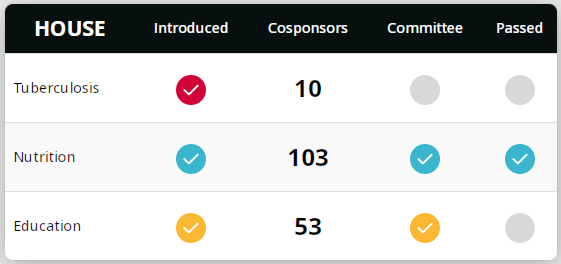 HOUSE Introduced Cosponsors Committee Passed
Tuberculosis 10
Nutrition 103
Education 53